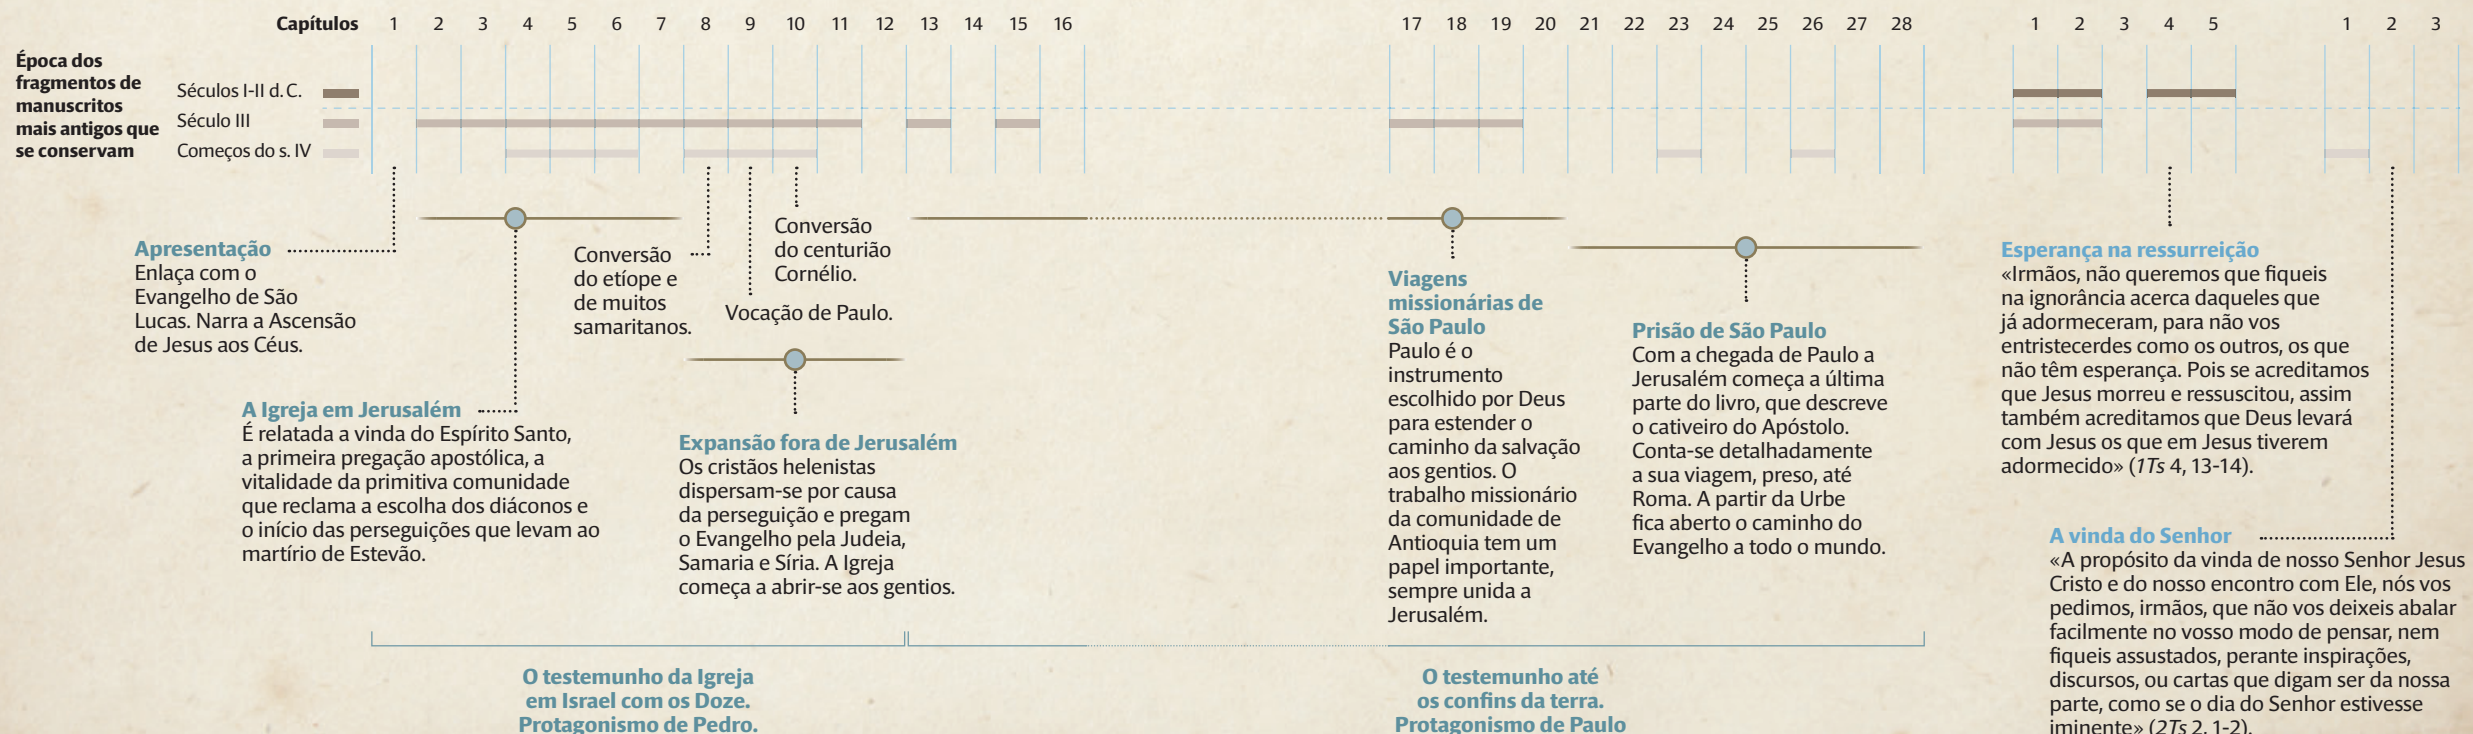 Capítulos 1 2 3 4 5 6 7 8 9 10 11 12 13 14 15 16 17 18 19 20 21 22 23 24 25 26 27 28 1 2 3 4 5 1 2 3
Época dos
fragmentos de
manuscritos
mais antigos que
se conservam
Séculos I-II d. C.
Século III
Começos do s. IV
Apresentação
Enlaça com o
Evangelho de São
Lucas. Narra a Ascensão
de Jesus aos Céus.
A Igreja em Jerusalém
É relatada a vinda do Espírito Santo,
a primeira pregação apostólica, a
vitalidade da primitiva comunidade
que reclama a escolha dos diáconos e
o início das perseguições que levam ao
martírio de Estevão.
Conversão
do etíope e
de muitos
samaritanos.
Vocação de Paulo.
Conversão
do centurião
Cornélio.
Expansão fora de Jerusalém
Os cristãos helenistas
dispersam-se por causa
da perseguição e pregam
o Evangelho pela Judeia,
Samaria e Síria. A Igreja
começa a abrir-se aos gentios.
Viagens
missionárias de
São Paulo
Paulo é o
instrumento
escolhido por Deus
para estender o
caminho da salvação
aos gentios. O
trabalho missionário
da comunidade de
Antioquia tem um
papel importante,
sempre unida a
Jerusalém.
Prisão de São Paulo
Com a chegada de Paulo a
Jerusalém começa a última
parte do livro, que descreve
o cativeiro do Apóstolo.
Conta-se detalhadamente
a sua viagem, preso, até
Roma. A partir da Urbe
fica aberto o caminho do
Evangelho a todo o mundo.
Esperança na ressurreição
«Irmãos, não queremos que fiqueis
na ignorância acerca daqueles que
já adormeceram, para não vos
entristecerdes como os outros, os que
não têm esperança. Pois se acreditamos
que Jesus morreu e ressuscitou, assim
também acreditamos que Deus levará
com Jesus os que em Jesus tiverem
adormecido» (1Ts 4, 13-14).
A vinda do Senhor
«A propósito da vinda de nosso Senhor Jesus
Cristo e do nosso encontro com Ele, nós vos
pedimos, irmãos, que não vos deixeis abalar
facilmente no vosso modo de pensar, nem
fiqueis assustados, perante inspirações,
discursos, ou cartas que digam ser da nossa
parte, como se o dia do Senhor estivesse
iminente» (2Ts 2, 1-2).
O testemunho da Igreja
em Israel com os Doze.
Protagonismo de Pedro.
O testemunho até
os confins da terra.
Protagonismo de Paulo